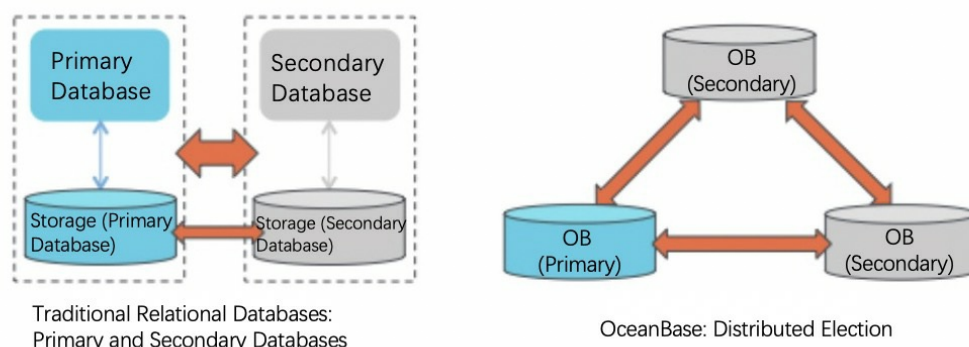 Primary
Database
Secondary
Database
Storage (Primary
Database)
Storage (Secondary
Database)
Traditional Relational Databases:
Primary and Secondary Databases
OB
(Secondary)
OB
(Primary)
OB
(Secondary)
OceanBase: Distributed Election